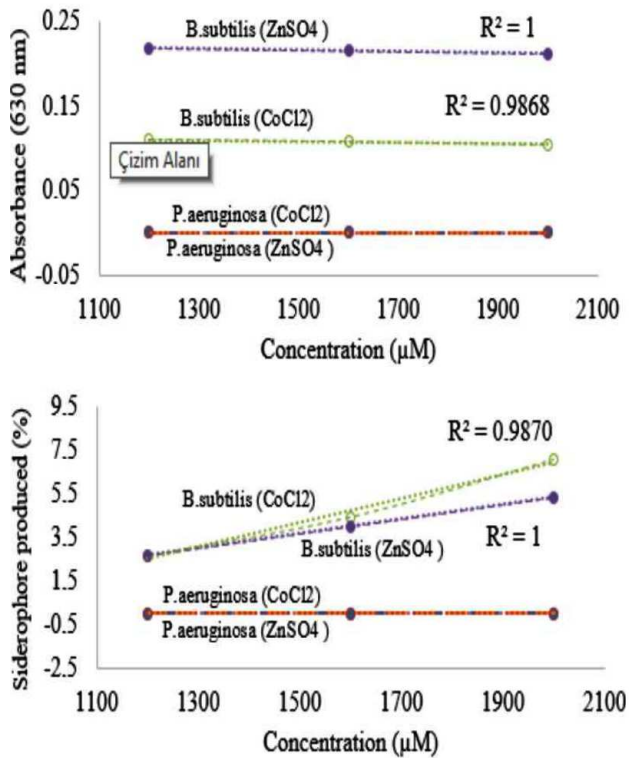 0.25
B.subtilis (ZnSO4 )
R² = 1
0.15
B.subtilis (CoCl2)
R² = 0.9868
Çizim Alanı
0.05
P.aeruginosa (CoCl2)
P.aeruginosa (ZnSO4 )
-0.05
Absorbance (630 nm)
1100 1300 1500 1700 1900 2100
Concentration (µM)
9.5
R² = 0.9870
7.5
5.5
B.subtilis (CoCl2)
3.5
B.subtilis (ZnSO4 )
R² = 1
1.5
P.aeruginosa (CoCl2)
-0.5
P.aeruginosa (ZnSO4 )
-2.5
Siderophore produced (%)
1100 1300 1500 1700 1900 2100
Concentration (µM)